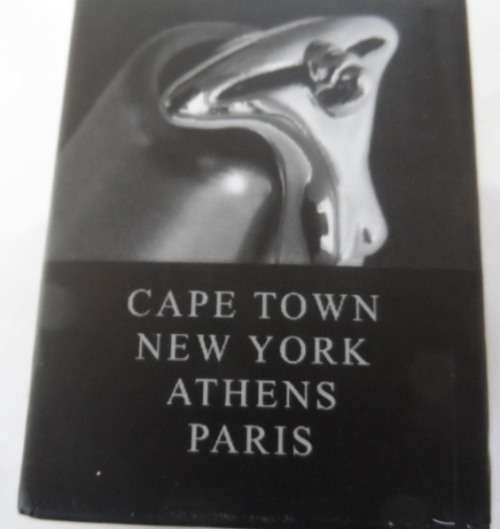 CAPE TOWN
NEW YORK
ATHENS
PARIS